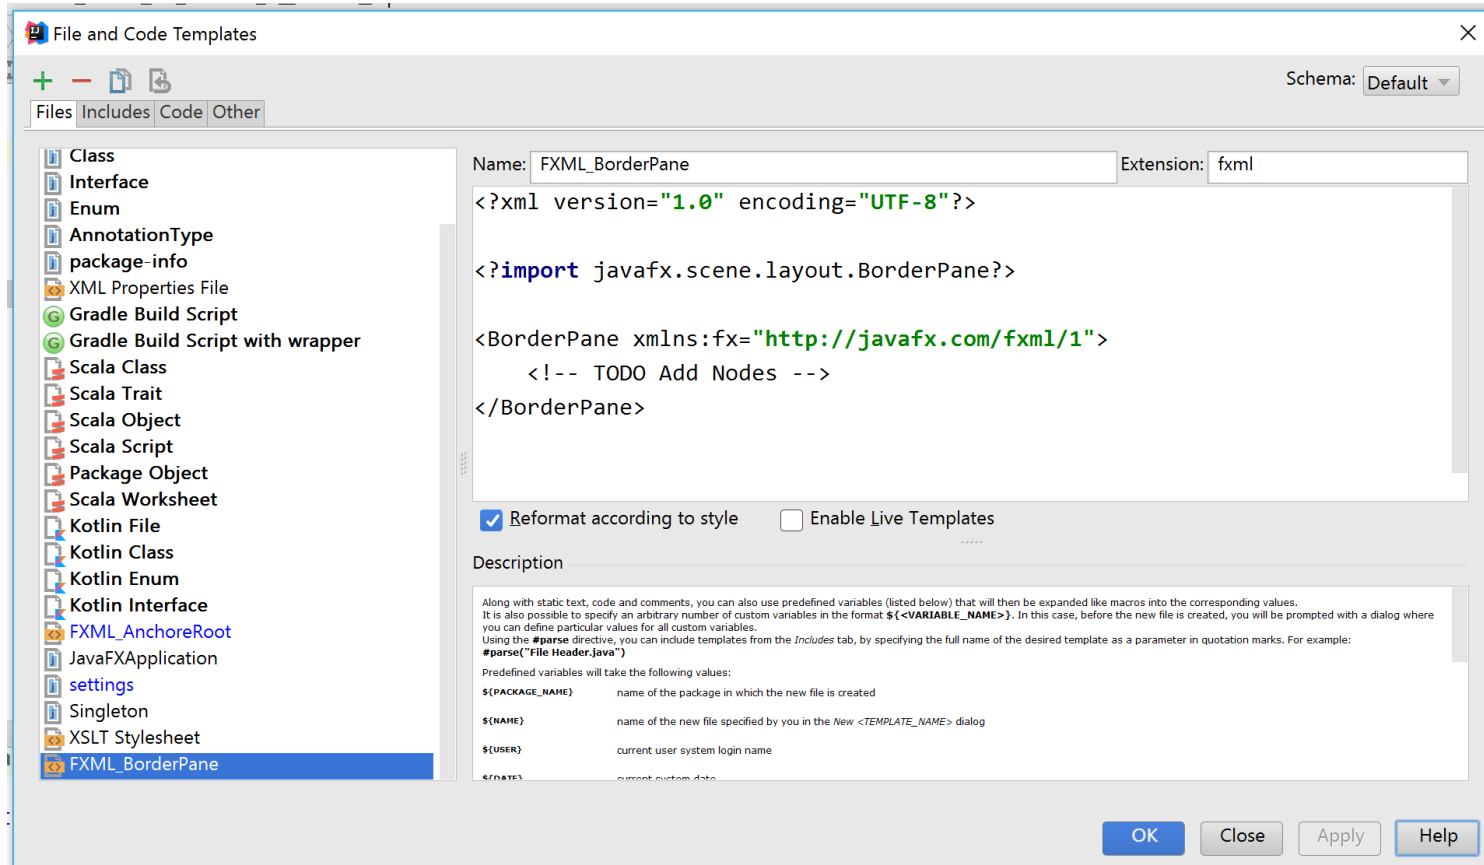 File and Code Templates
Schema: Default
Files Includes Code Other
Class
Interface
Enum
AnnotationType
package-info
XML Properties File
Gradle Build Script
Gradle Build Script with wrapper
Scala Class
Scala Trait
Scala Object
Scala Script
Package Object
Scala Worksheet
Kotlin File
Kotlin Class
Kotlin Enum
Kotlin Interface
FXML_AnchoreRoot
JavaFXApplication
settings
Singleton
XSLT Stylesheet
FXML_BorderPane
Name: FXML_BorderPane Extension: fxml
<?xml version="1.0" encoding="UTF-8"?>
<?import javafx.scene.layout.BorderPane?>
<BorderPane xmlns:fx="http://javafx.com/fxml/1">
<!-- TODO Add Nodes -->
</BorderPane>
Reformat according to style Enable Live Templates
Description
Along with static text, code and comments, you can also use predefined variables (listed below) that will then be expanded like macros into the corresponding values.
It is also possible to specify an arbitrary number of custom variables in the format ${<VARIABLE_NAME>}. In this case, before the new file is created, you will be prompted with a dialog where
you can define particular values for all custom variables.
Using the #parse directive, you can include templates from the Includes tab, by specifying the full name of the desired template as a parameter in quotation marks. For example:
#parse("File Header.java")
Predefined variables will take the following values:
${PACKAGE_NAME} name of the package in which the new file is created
${NAME} name of the new file specified by you in the New <TEMPLATE_NAME> dialog
${USER} current user system login name
${DATE} current system date
OK Close Apply Help